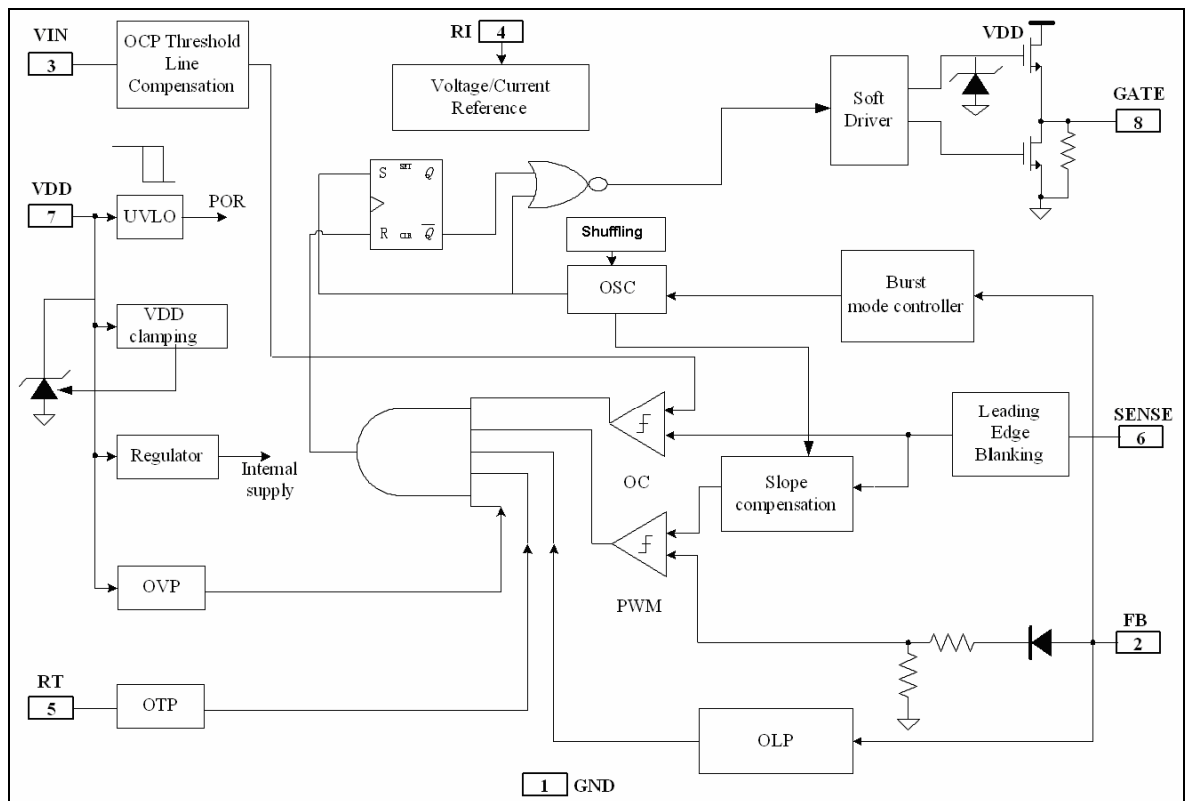 VIN
3
OCP Threshold
Line
Compensation
RI
4
Voltage/Current
Reference
VDD
Soft
Driver
GATE
8
S
SET
Q
R
CLR
Q
VDD
7
UVLO
POR
Shuffling
OSC
Burst
mode controller
VDD
clamping
Leading
Edge
Blanking
SENSE
6
Regulator
Internal
supply
OC
Slope
compensation
OVP
PWM
FB
2
RT
5
OTP
OLP
1
GND